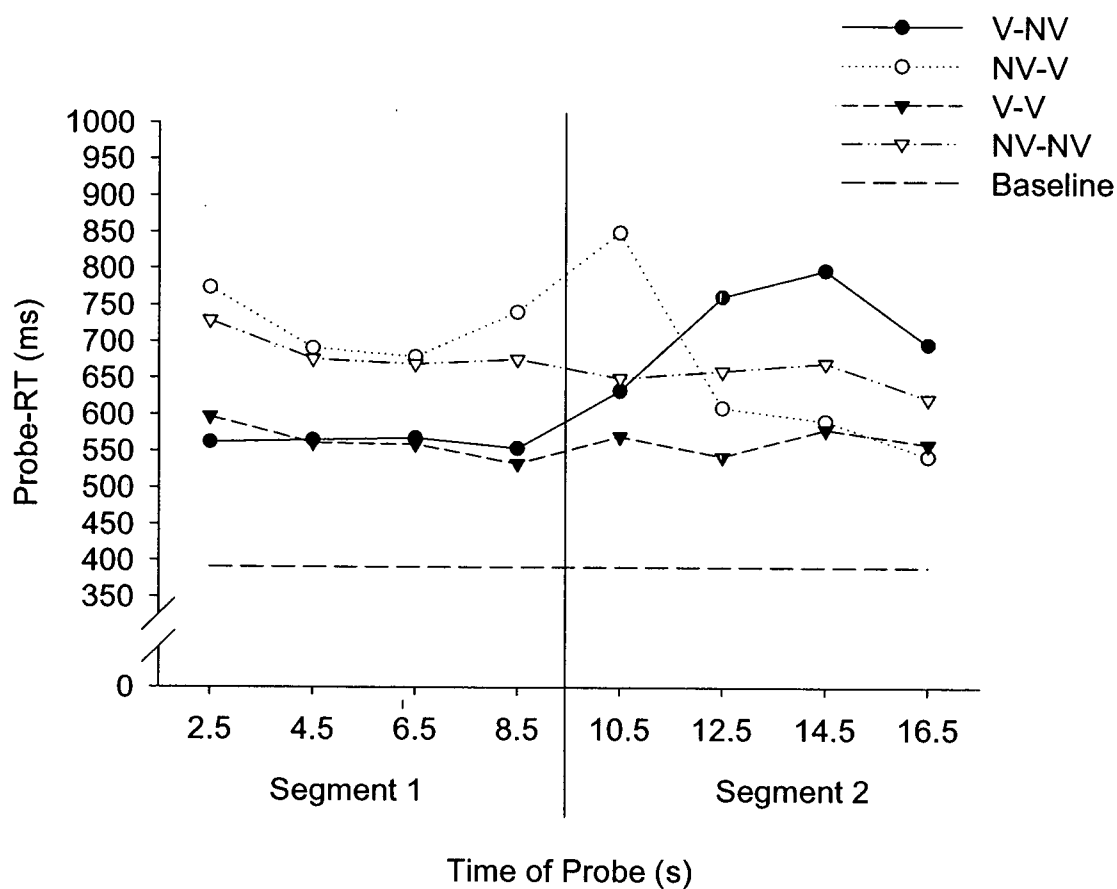 V-NV
NV-V
V-V
NV-NV
Baseline
1000
950
900
850
800
750
700
650
600
550
500
450
400
350
0
Probe-RT (ms)
2.5 4.5 6.5 8.5 10.5 12.5 14.5 16.5
Segment 1 Segment 2
Time of Probe (s)